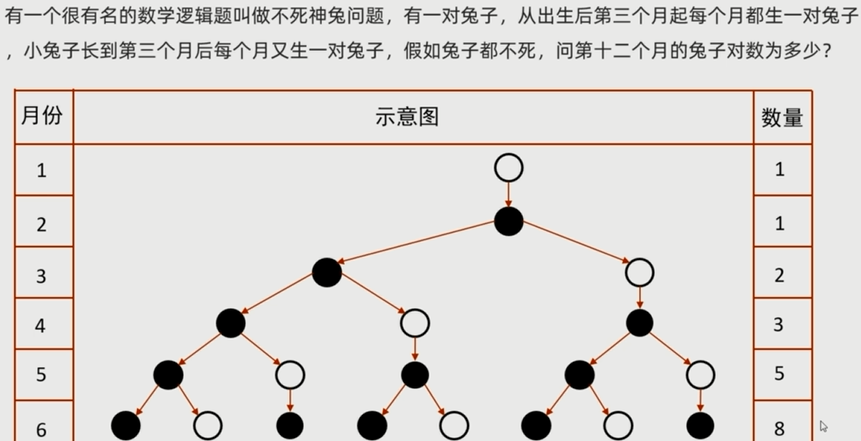 有一个很有名的数学逻辑题叫做不死神兔问题，有一对兔子，从出生后第三个月起每个月都生一对兔子
，小兔子长到第三个月后每个月又生一对兔子，假如兔子都不死，问第十二个月的兔子对数为多少？
月份 示意图 数量
1 1
2 1
3 2
4 3
5 5
6 8